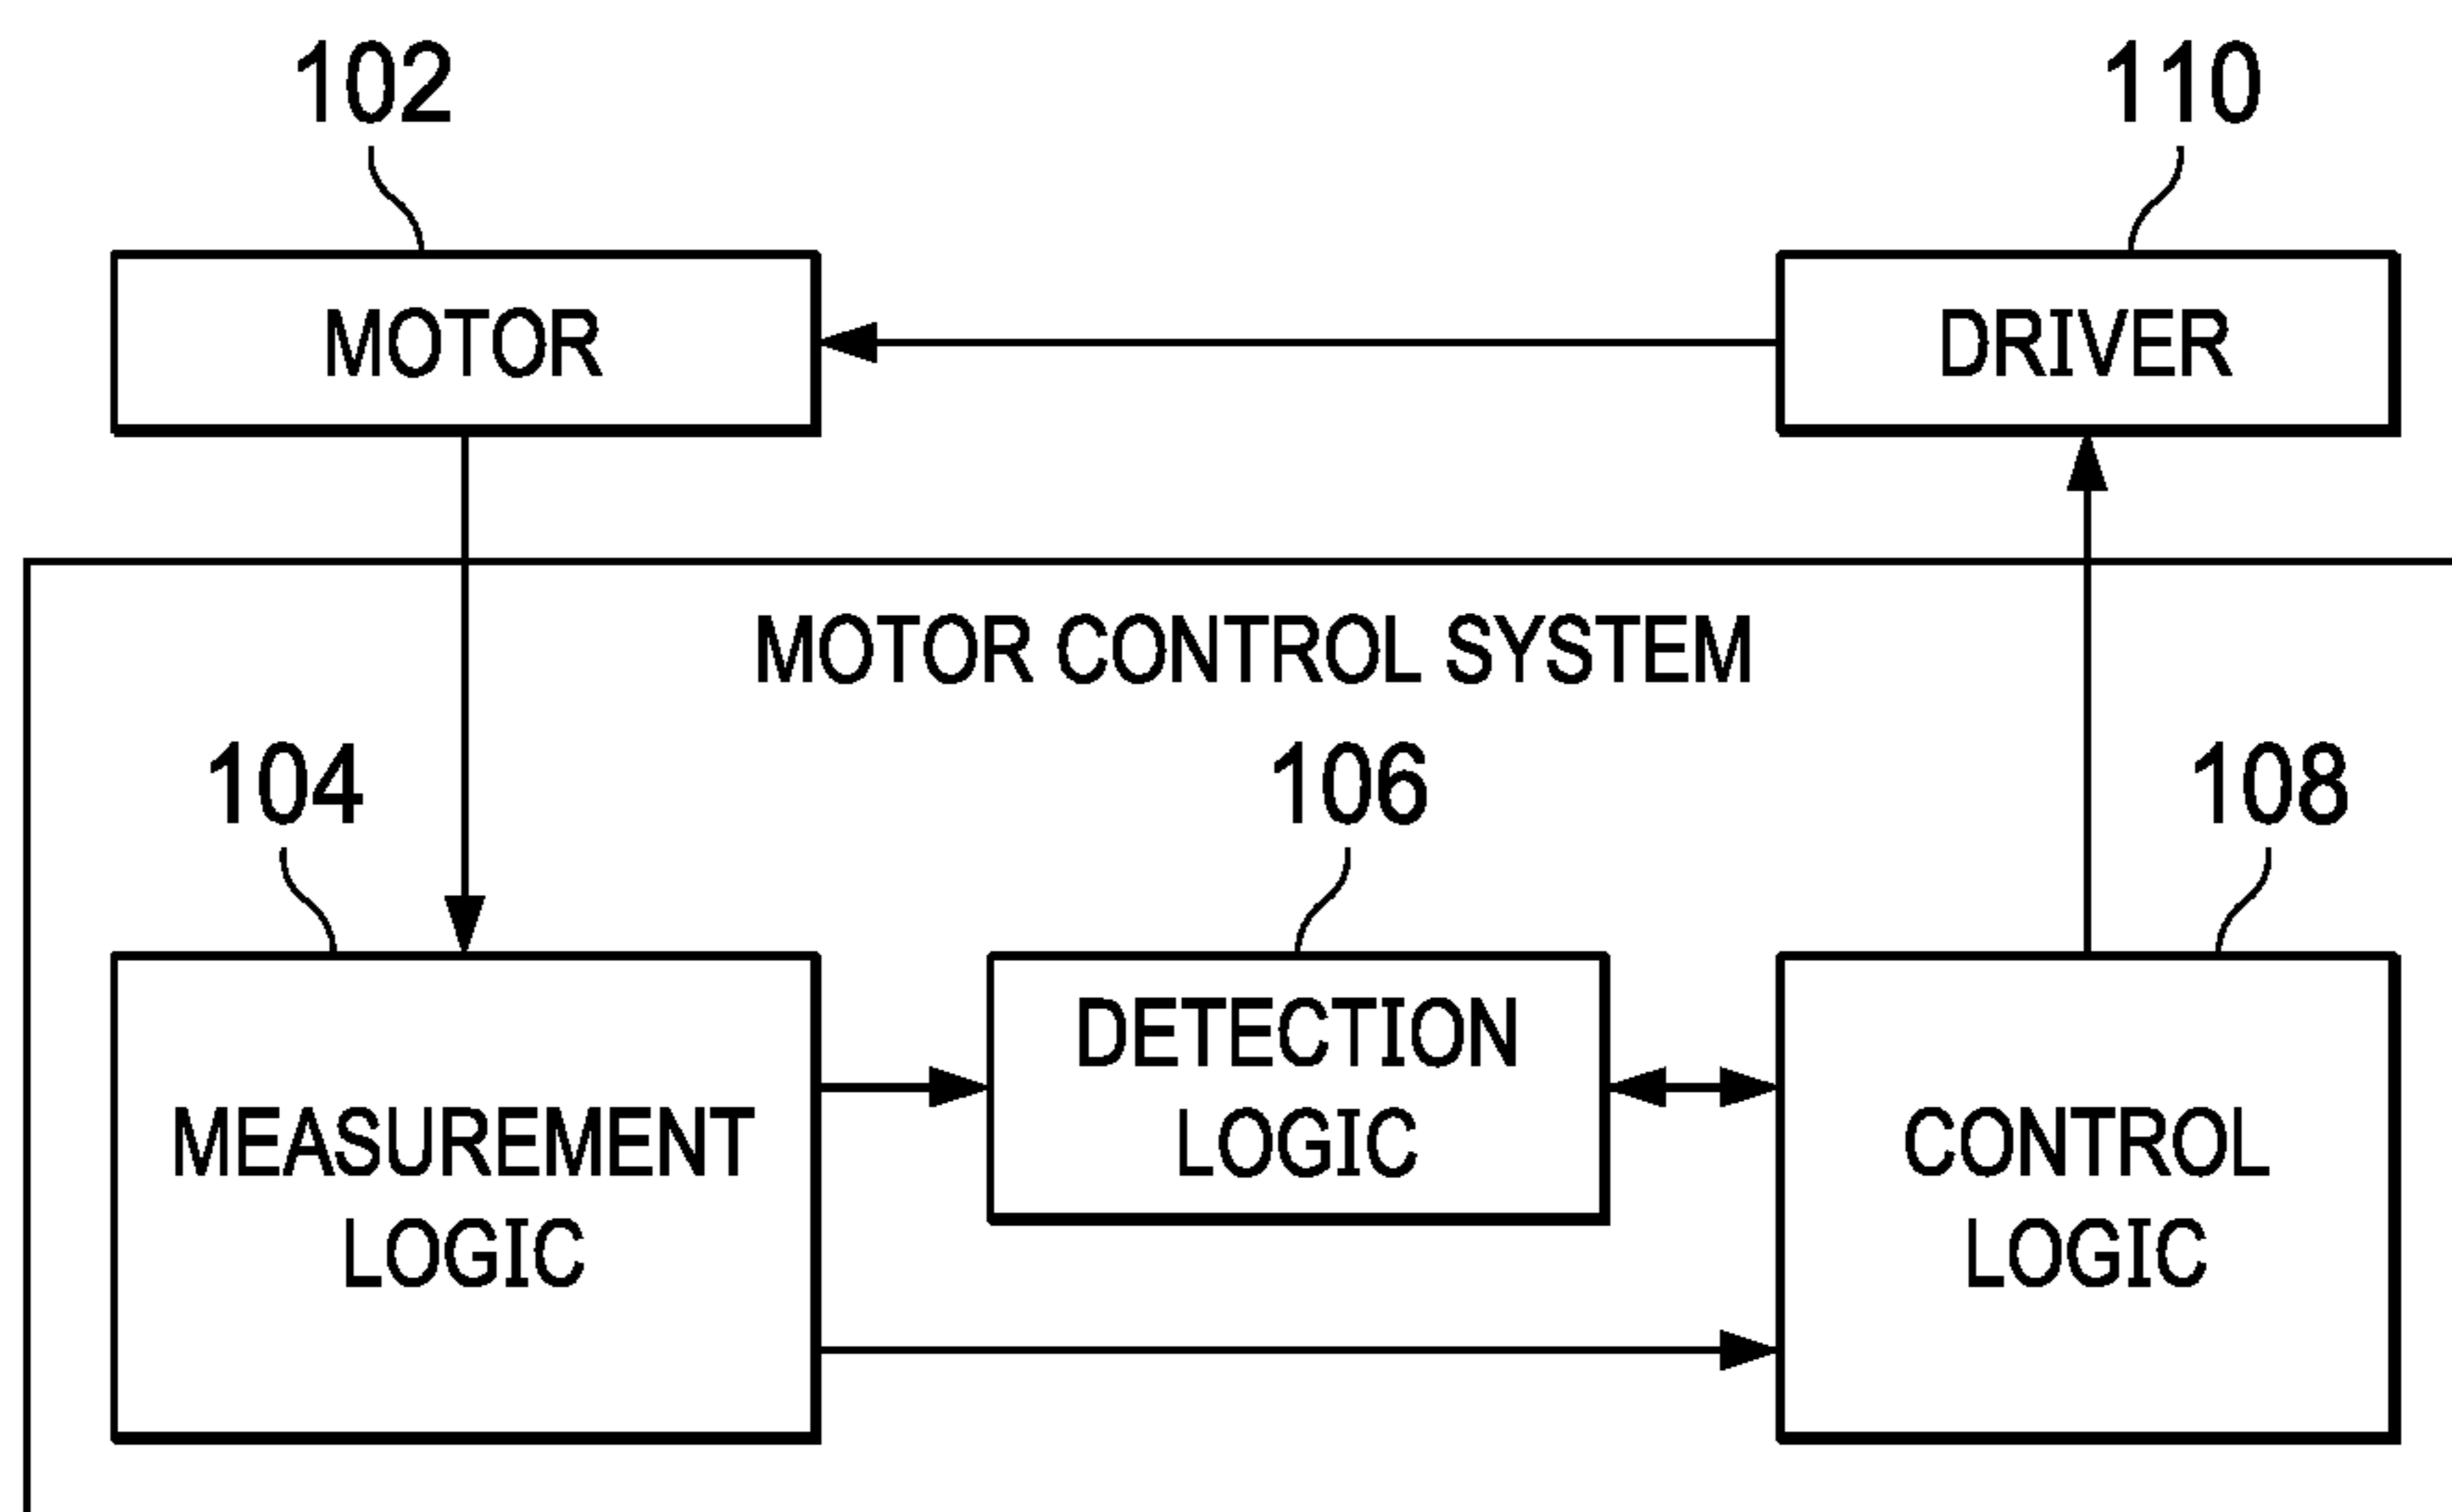 102
110
MOTOR
DRIVER
MOTOR CONTROL SYSTEM
104
106
108
DETECTION
LOGIC
MEASUREMENT
LOGIC
CONTROL
LOGIC